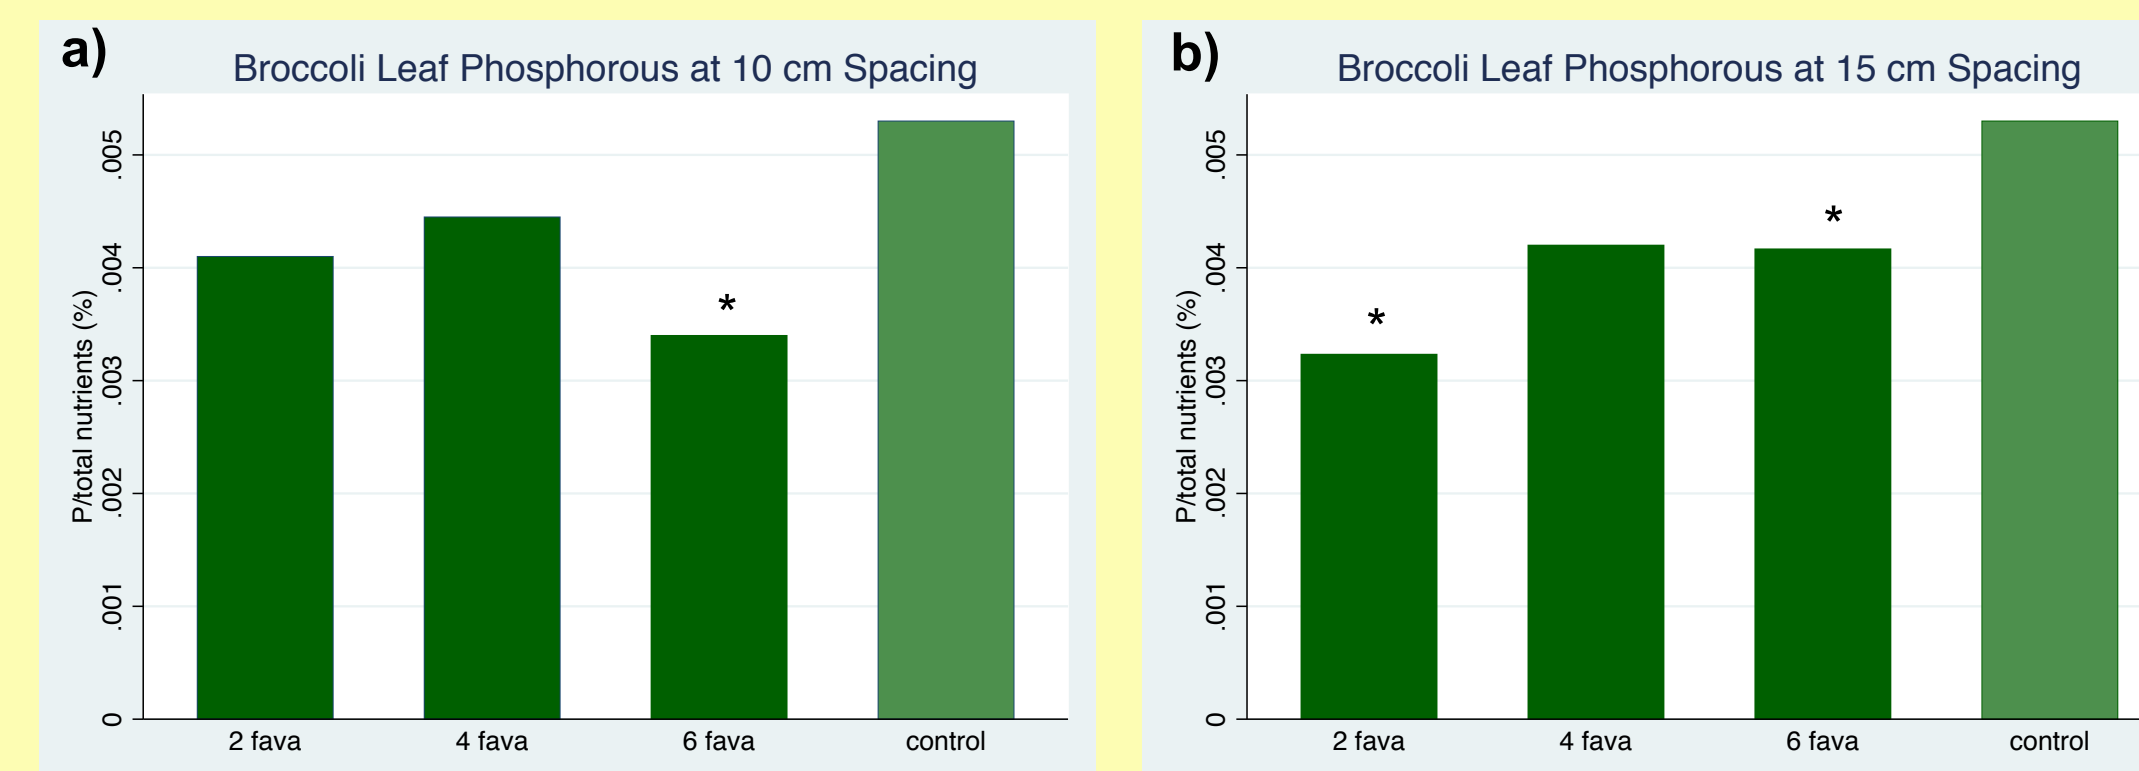 a)
Broccoli Leaf Phosphorous at 10 cm Spacing
P/total nutrients (%)
.005
.004
.003
.002
.001
0
*
2 fava
4 fava
6 fava
control
b)
Broccoli Leaf Phosphorous at 15 cm Spacing
P/total nutrients (%)
.005
.004
.003
.002
.001
0
*
*
2 fava
4 fava
6 fava
control